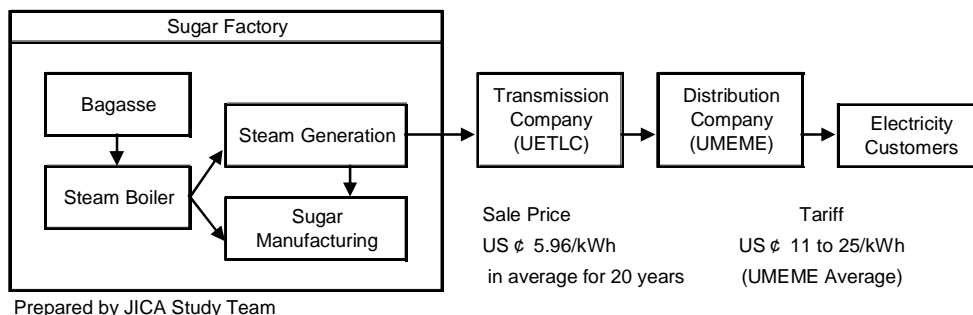 Sugar Factory
Bagasse
Steam Boiler
Steam Generation
Sugar
Manufacturing
Transmission
Company
(UETLC)
Distribution
Company
(UMEME)
Electricity
Customers
Sale Price
US ¢ 5.96/kWh
in average for 20 years
Tariff
US ¢ 11 to 25/kWh
(UMEME Average)
Prepared by JICA Study Team